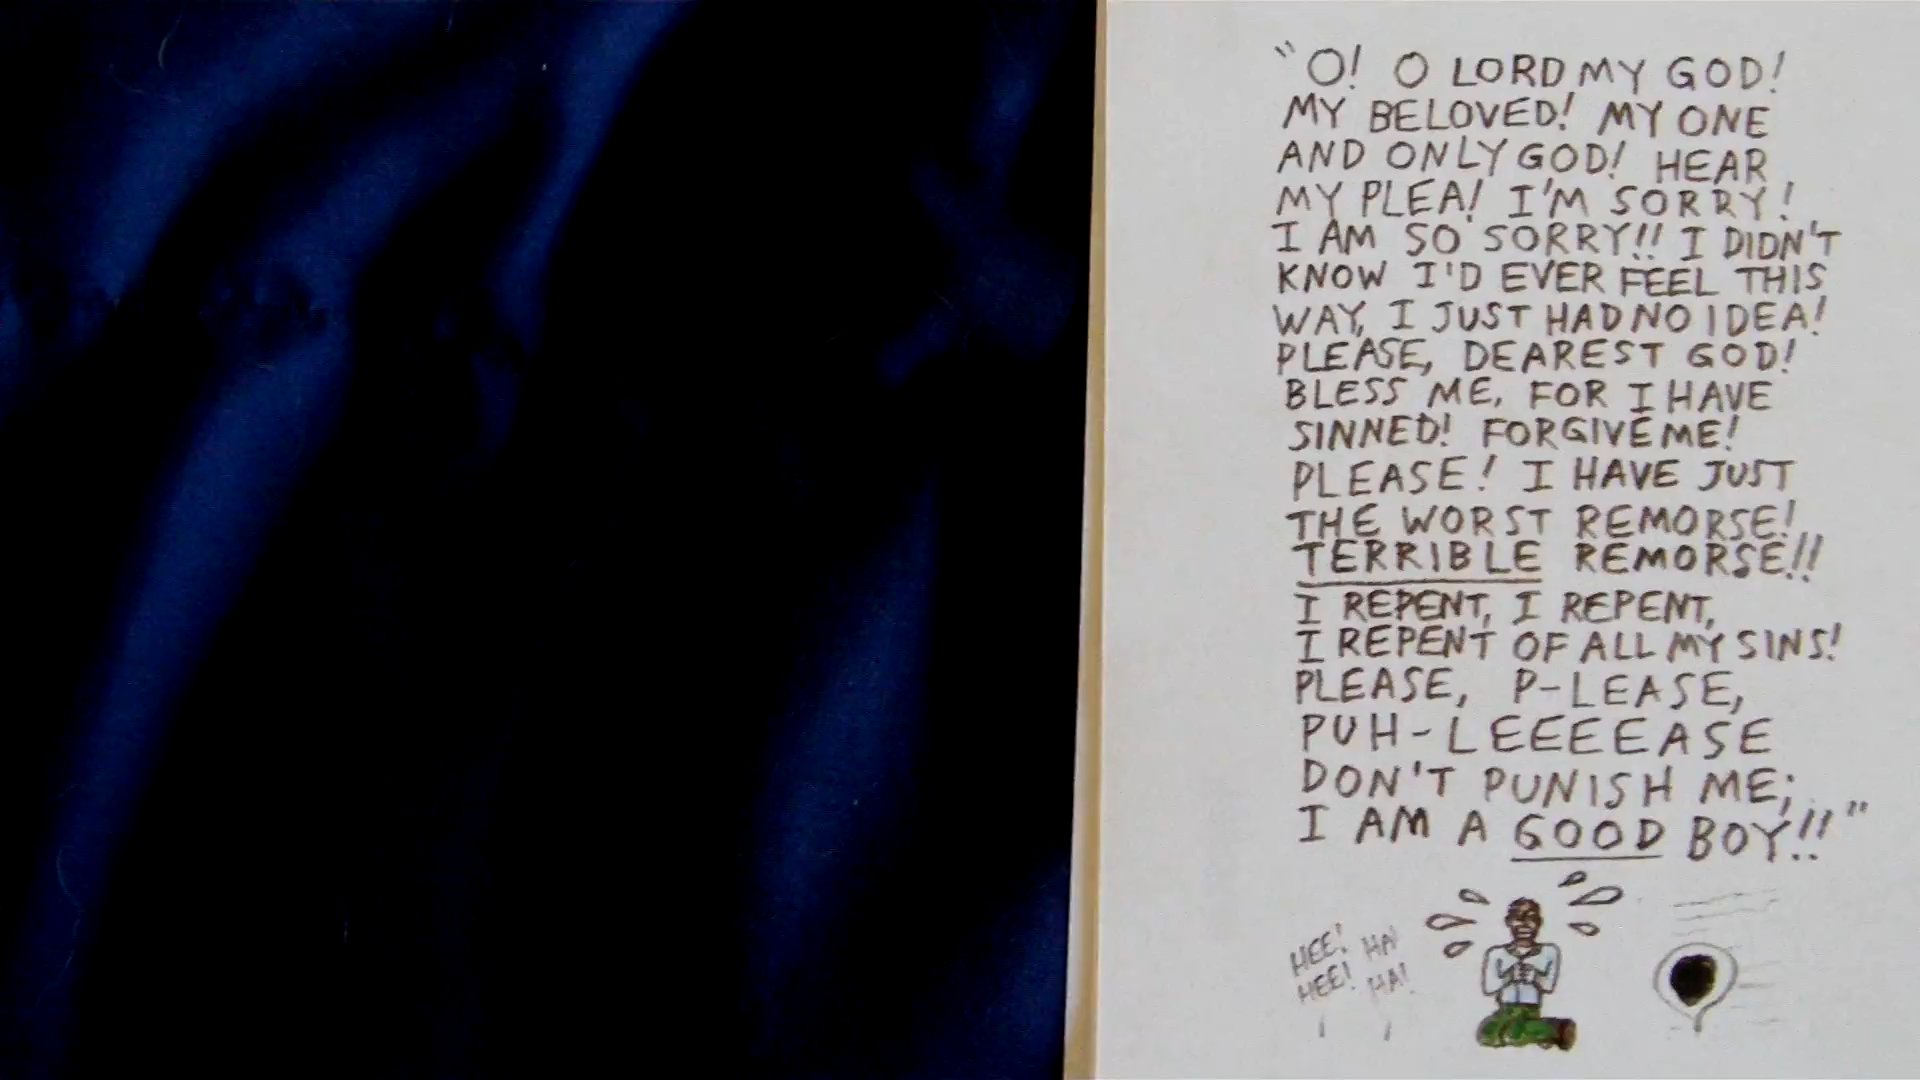 "O! O LORD MY GOD!
MY BELOVED! MY ONE
AND ONLY GOD! HEAR
MY PLEA! I'M SORRY!
I AM SO SORRY!! I DIDN'T
KNOW I'D EVER FEEL THIS
WAY, I JUST HAD NO IDEA!
PLEASE, DEAREST GOD!
BLESS ME, FOR I HAVE
SINNED! FORGIVE ME!
PLEASE! I HAVE JUST
THE WORST REMORSE!
TERRIBLE REMORSE!!
I REPENT, I REPENT,
I REPENT OF ALL MY SINS!
PLEASE, P-LEASE,
PUH-LEEEEASE
DON'T PUNISH ME;
I AM A GOOD BOY!!"
HEE! HA!
HEE! HA!